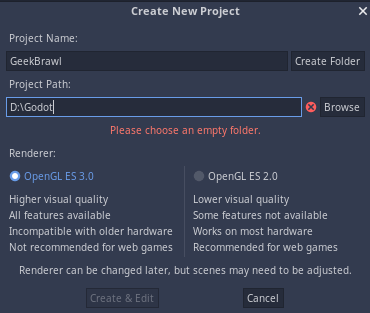 Create New Project
Project Name:
GeekBrawl
Create Folder
Project Path:
D:\Godot
Browse
Please choose an empty folder.
Renderer:
OpenGL ES 3.0
Higher visual quality
All features available
Incompatible with older hardware
Not recommended for web games
OpenGL ES 2.0
Lower visual quality
Some features not available
Works on most hardware
Recommended for web games
Renderer can be changed later, but scenes may need to be adjusted.
Create & Edit
Cancel